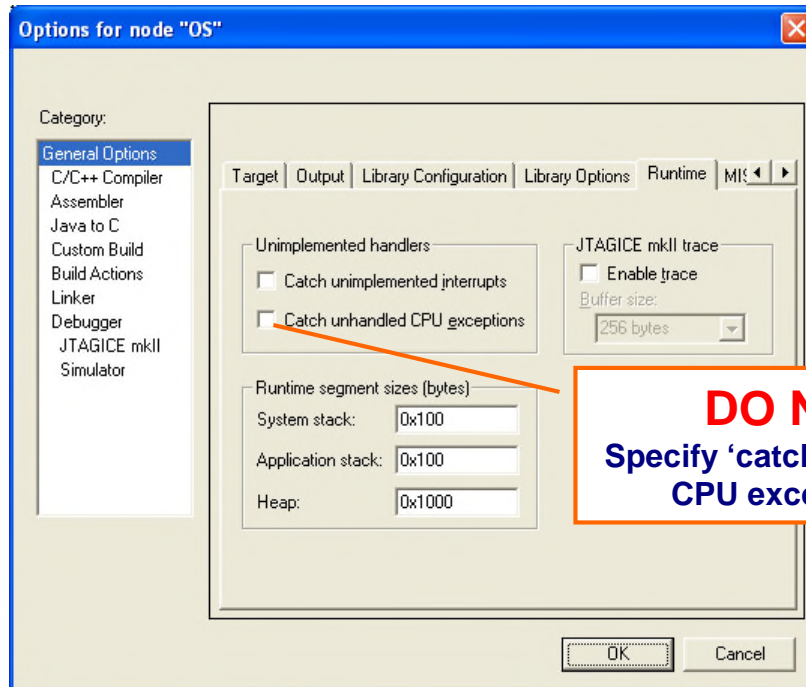 Options for node "OS"
Category:
General Options
C/C++ Compiler
Assembler
Java to C
Custom Build
Build Actions
Linker
Debugger
JTAGICE mkII
Simulator
Target Output Library Configuration Library Options Runtime
Unimplemented handlers
Catch unimplemented interrupts
Catch unhandled CPU exceptions
JTAGICE mkII trace
Enable trace
Buffer size:
256 bytes
Runtime segment sizes (bytes)
System stack: 0x100
Application stack: 0x100
Heap: 0x1000
DO
Specify ‘catch
CPU
OK Cancel